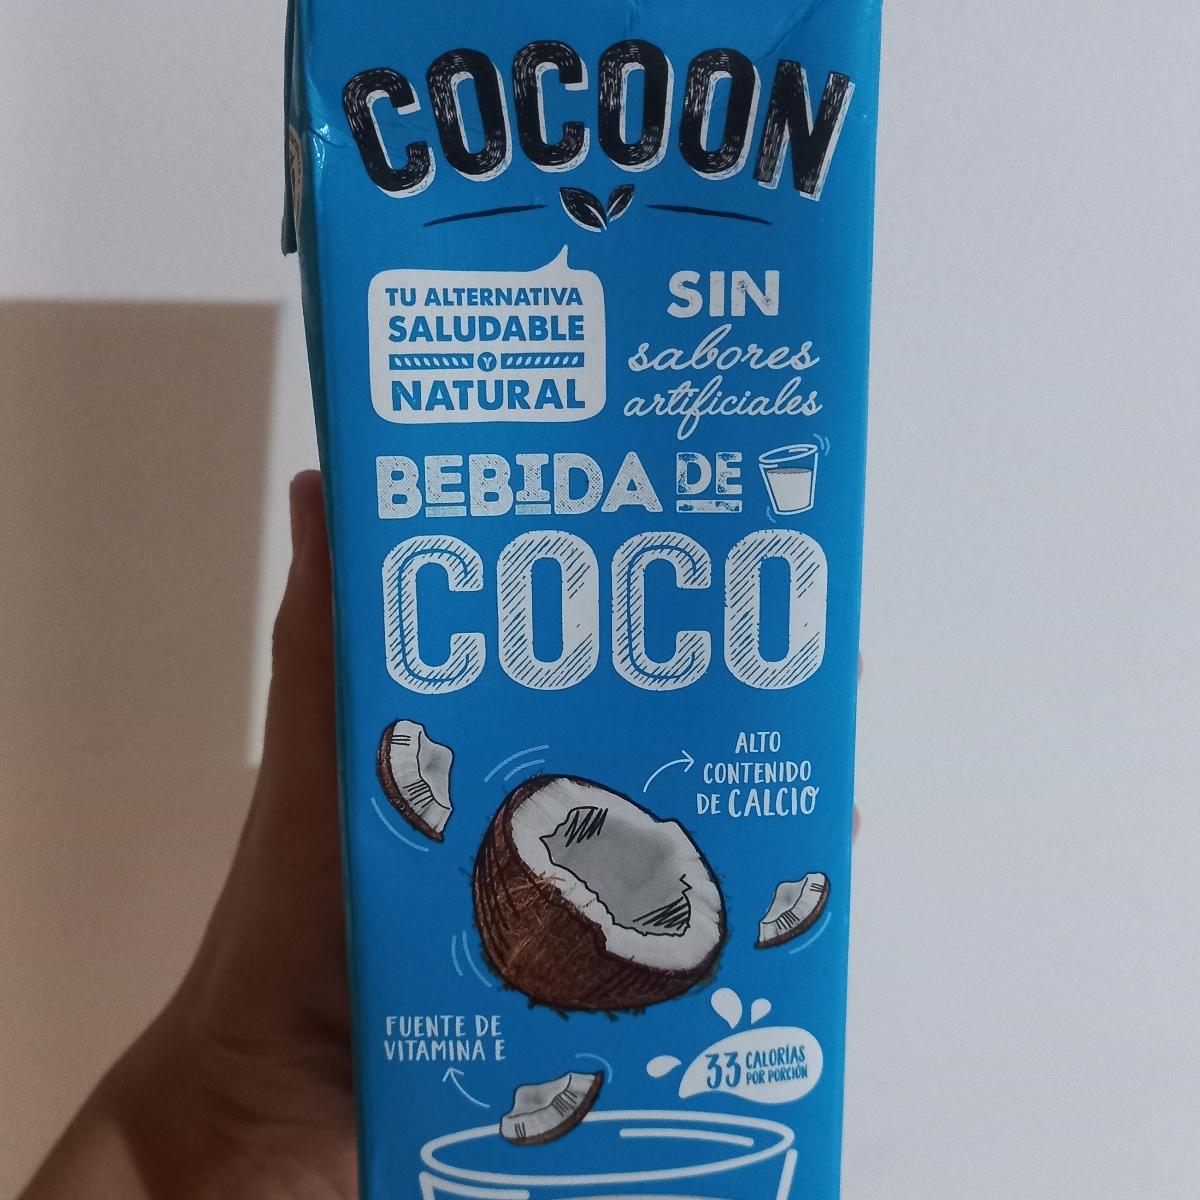 COCOON
TU ALTERNATIVA
SALUDABLE
Y
NATURAL
SIN
sabores
artificiales
BEBIDA DE
COCO
ALTO
CONTENIDO
DE CALCIO
FUENTE DE
VITAMINA E
33 CALORÍAS
POR PORCIÓN